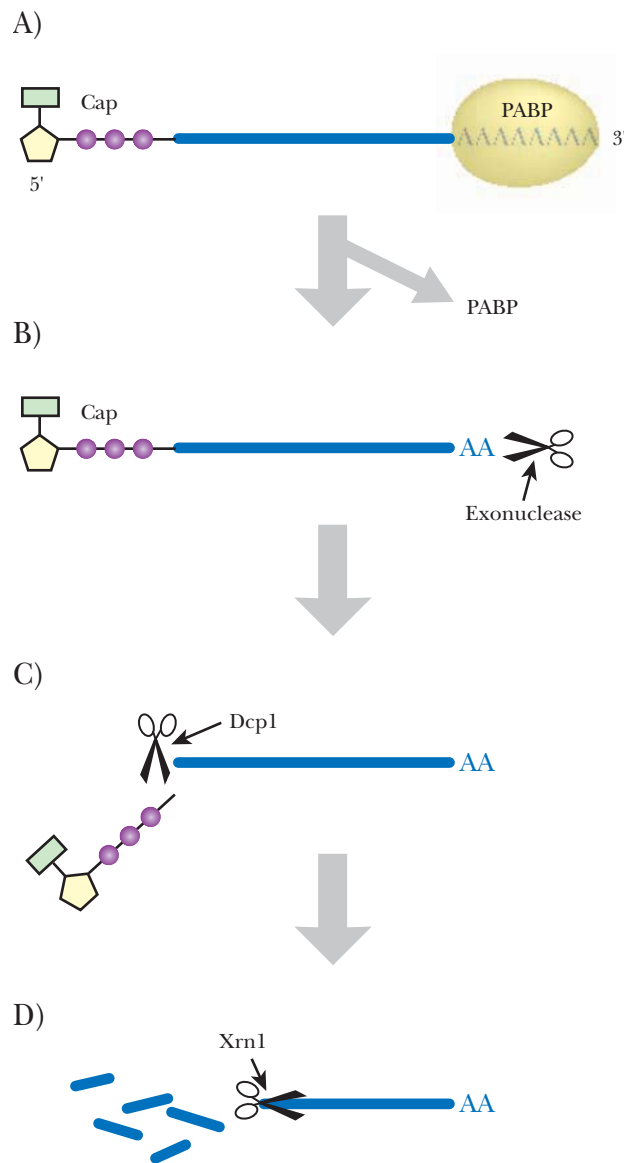 A)
Cap
PABP
AAAAAAAA 3'
5'
PABP
B)
Cap
AA
Exonuclease
C)
Dcp1
AA
D)
Xrn1
AA